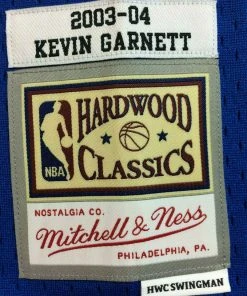 2003-04
KEVIN GARNETT
HARDWOOD
NBA
CLASSICS
NOSTALGIA CO.
Mitchell & Ness
PHILADELPHIA, PA.
HWC SWINGMAN